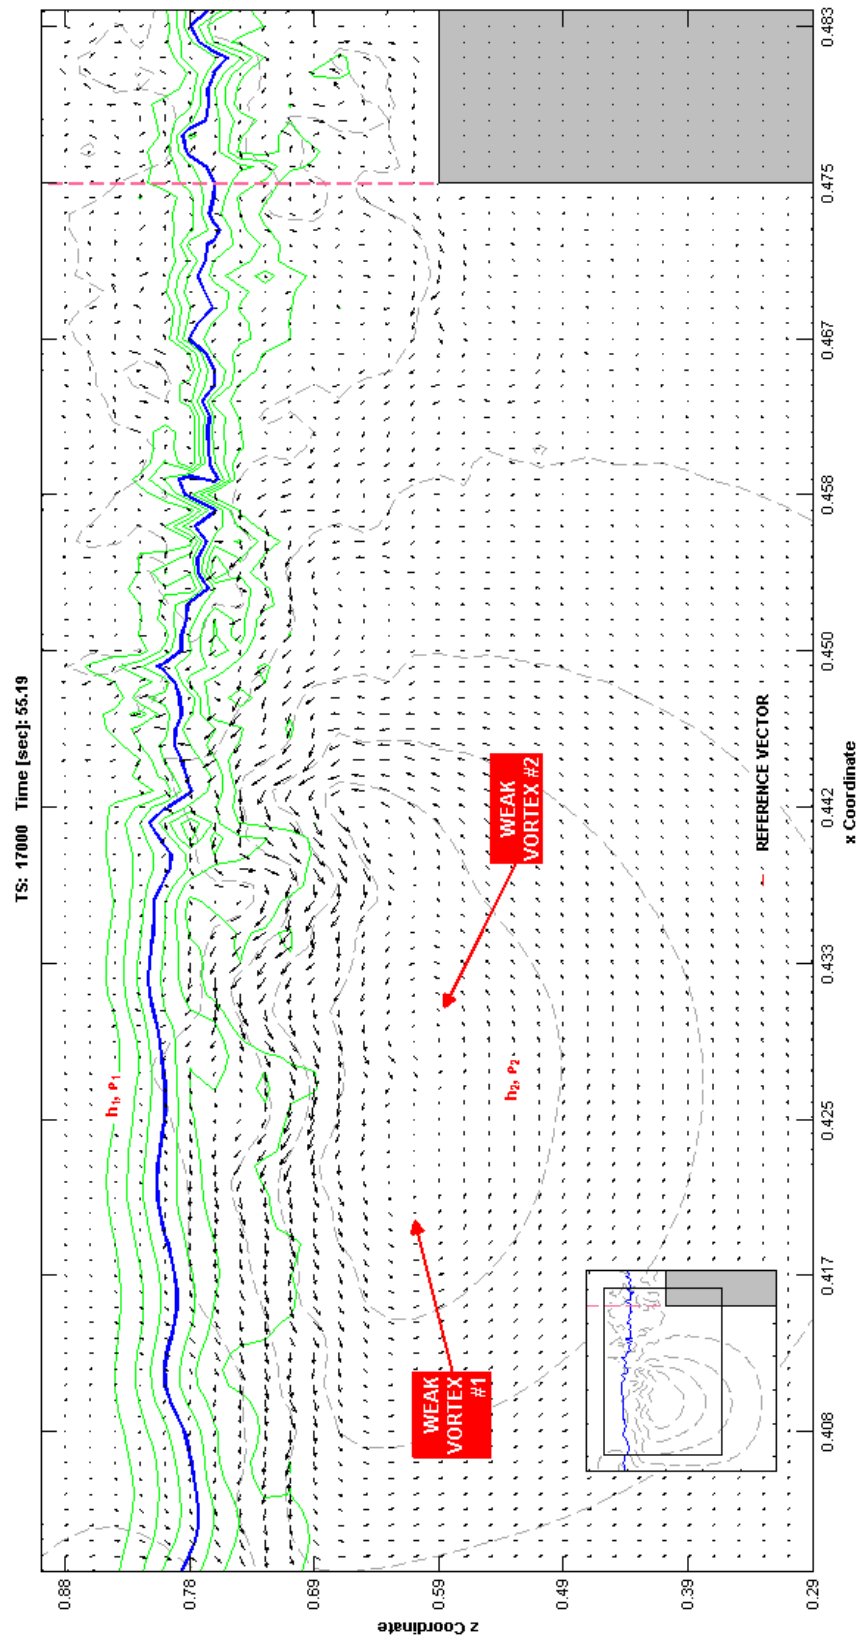 TS: 17000 Time [sec]: 55.19
z Coordinate
0.88
0.78
0.69
0.59
0.49
0.39
0.29
h₁, ρ₁
WEAK
VORTEX
#1
WEAK
VORTEX #2
h₂, ρ₂
REFERENCE VECTOR
0.408
0.417
0.425
0.433
0.442
0.450
0.458
0.467
0.475
0.483
x Coordinate